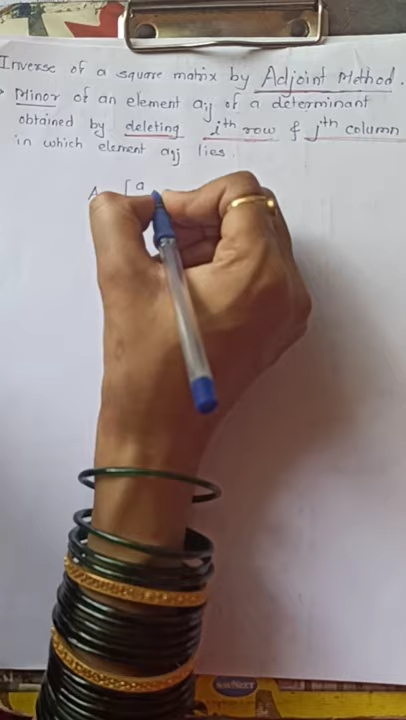 Inverse of a square matrix by Adjoint Method.
Minor of an element aij of a determinant
obtained by deleting ith row & jth column
in which element aij lies.
A [a